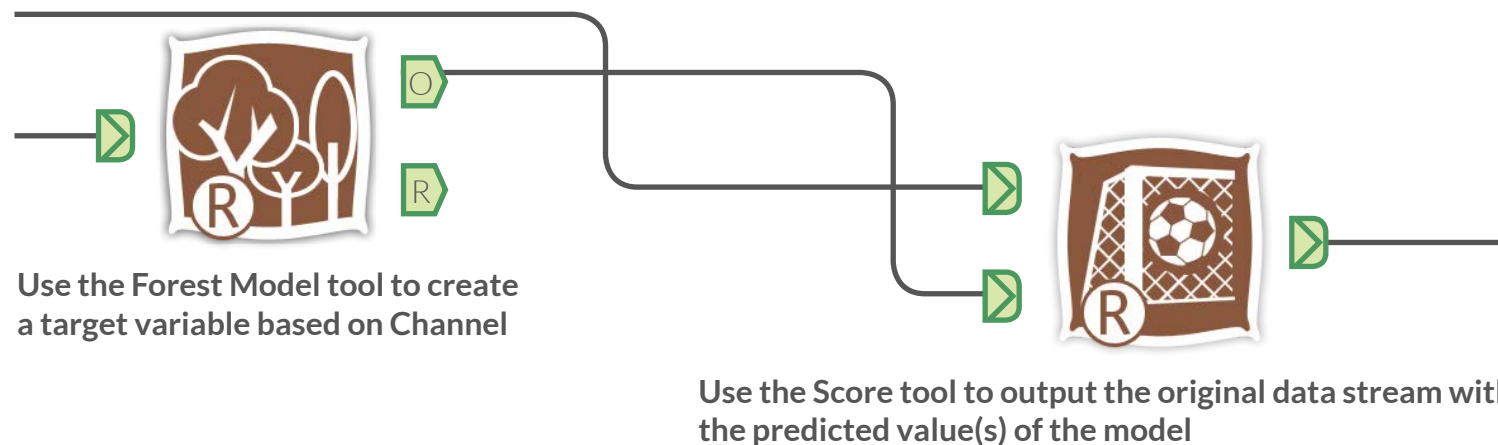 O
R
R
Use the Forest Model tool to create
a target variable based on Channel
R
Use the Score tool to output the original data stream with
the predicted value(s) of the model